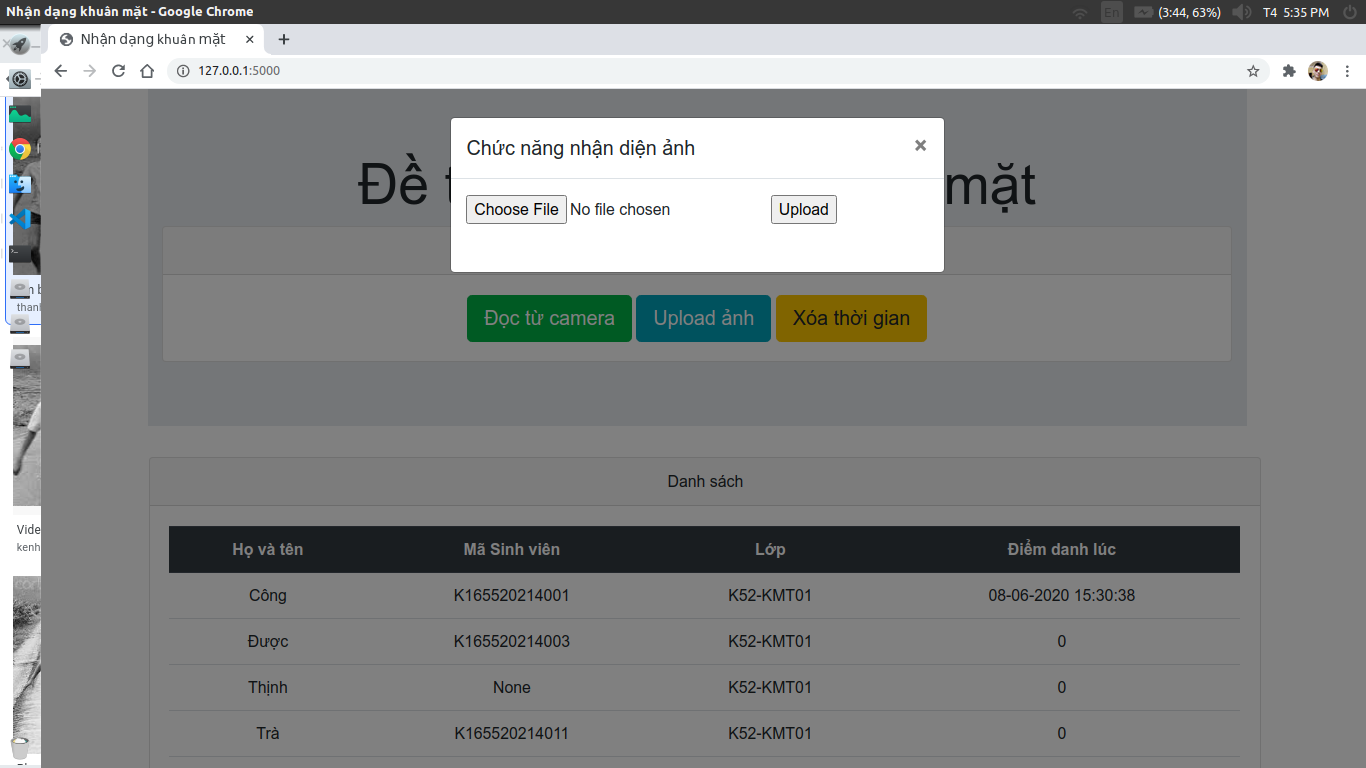 Nhận dạng khuân mặt - Google Chrome
En
(3:44, 63%)
T4 5:35 PM
Nhận dạng khuân mặt
127.0.0.1:5000
Chức năng nhận diện ảnh
×
Đề t
mặt
Choose File No file chosen
Upload
Đọc từ camera
Upload ảnh
Xóa thời gian
thanl
Danh sách
Vide
kenh
Họ và tên Mã Sinh viên Lớp Điểm danh lúc
Công K165520214001 K52-KMT01 08-06-2020 15:30:38
Được K165520214003 K52-KMT01 0
Thịnh None K52-KMT01 0
Trà K165520214011 K52-KMT01 0